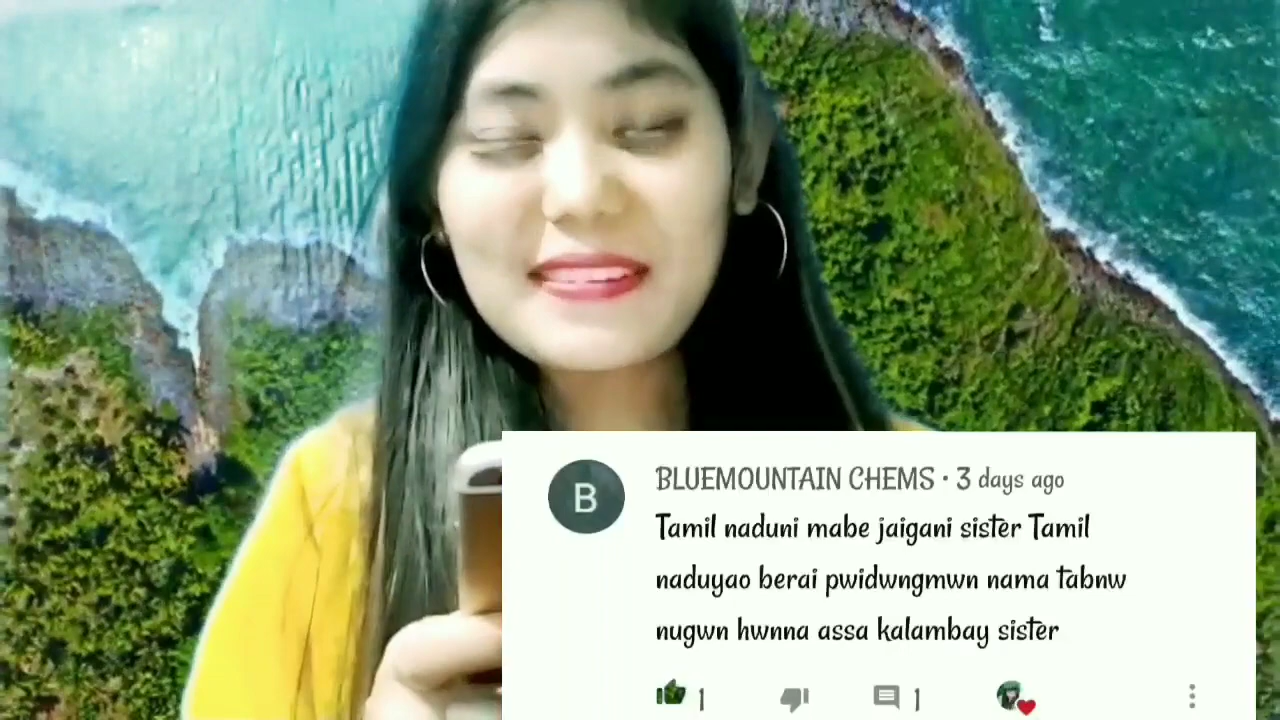 B
BLUEMOUNTAIN CHEMS · 3 days ago
Tamil naduni mabe jaigani sister Tamil
naduyao berai pwidwngmwn nama tabnw
nugwn hwnna assa kalambay sister
1 1